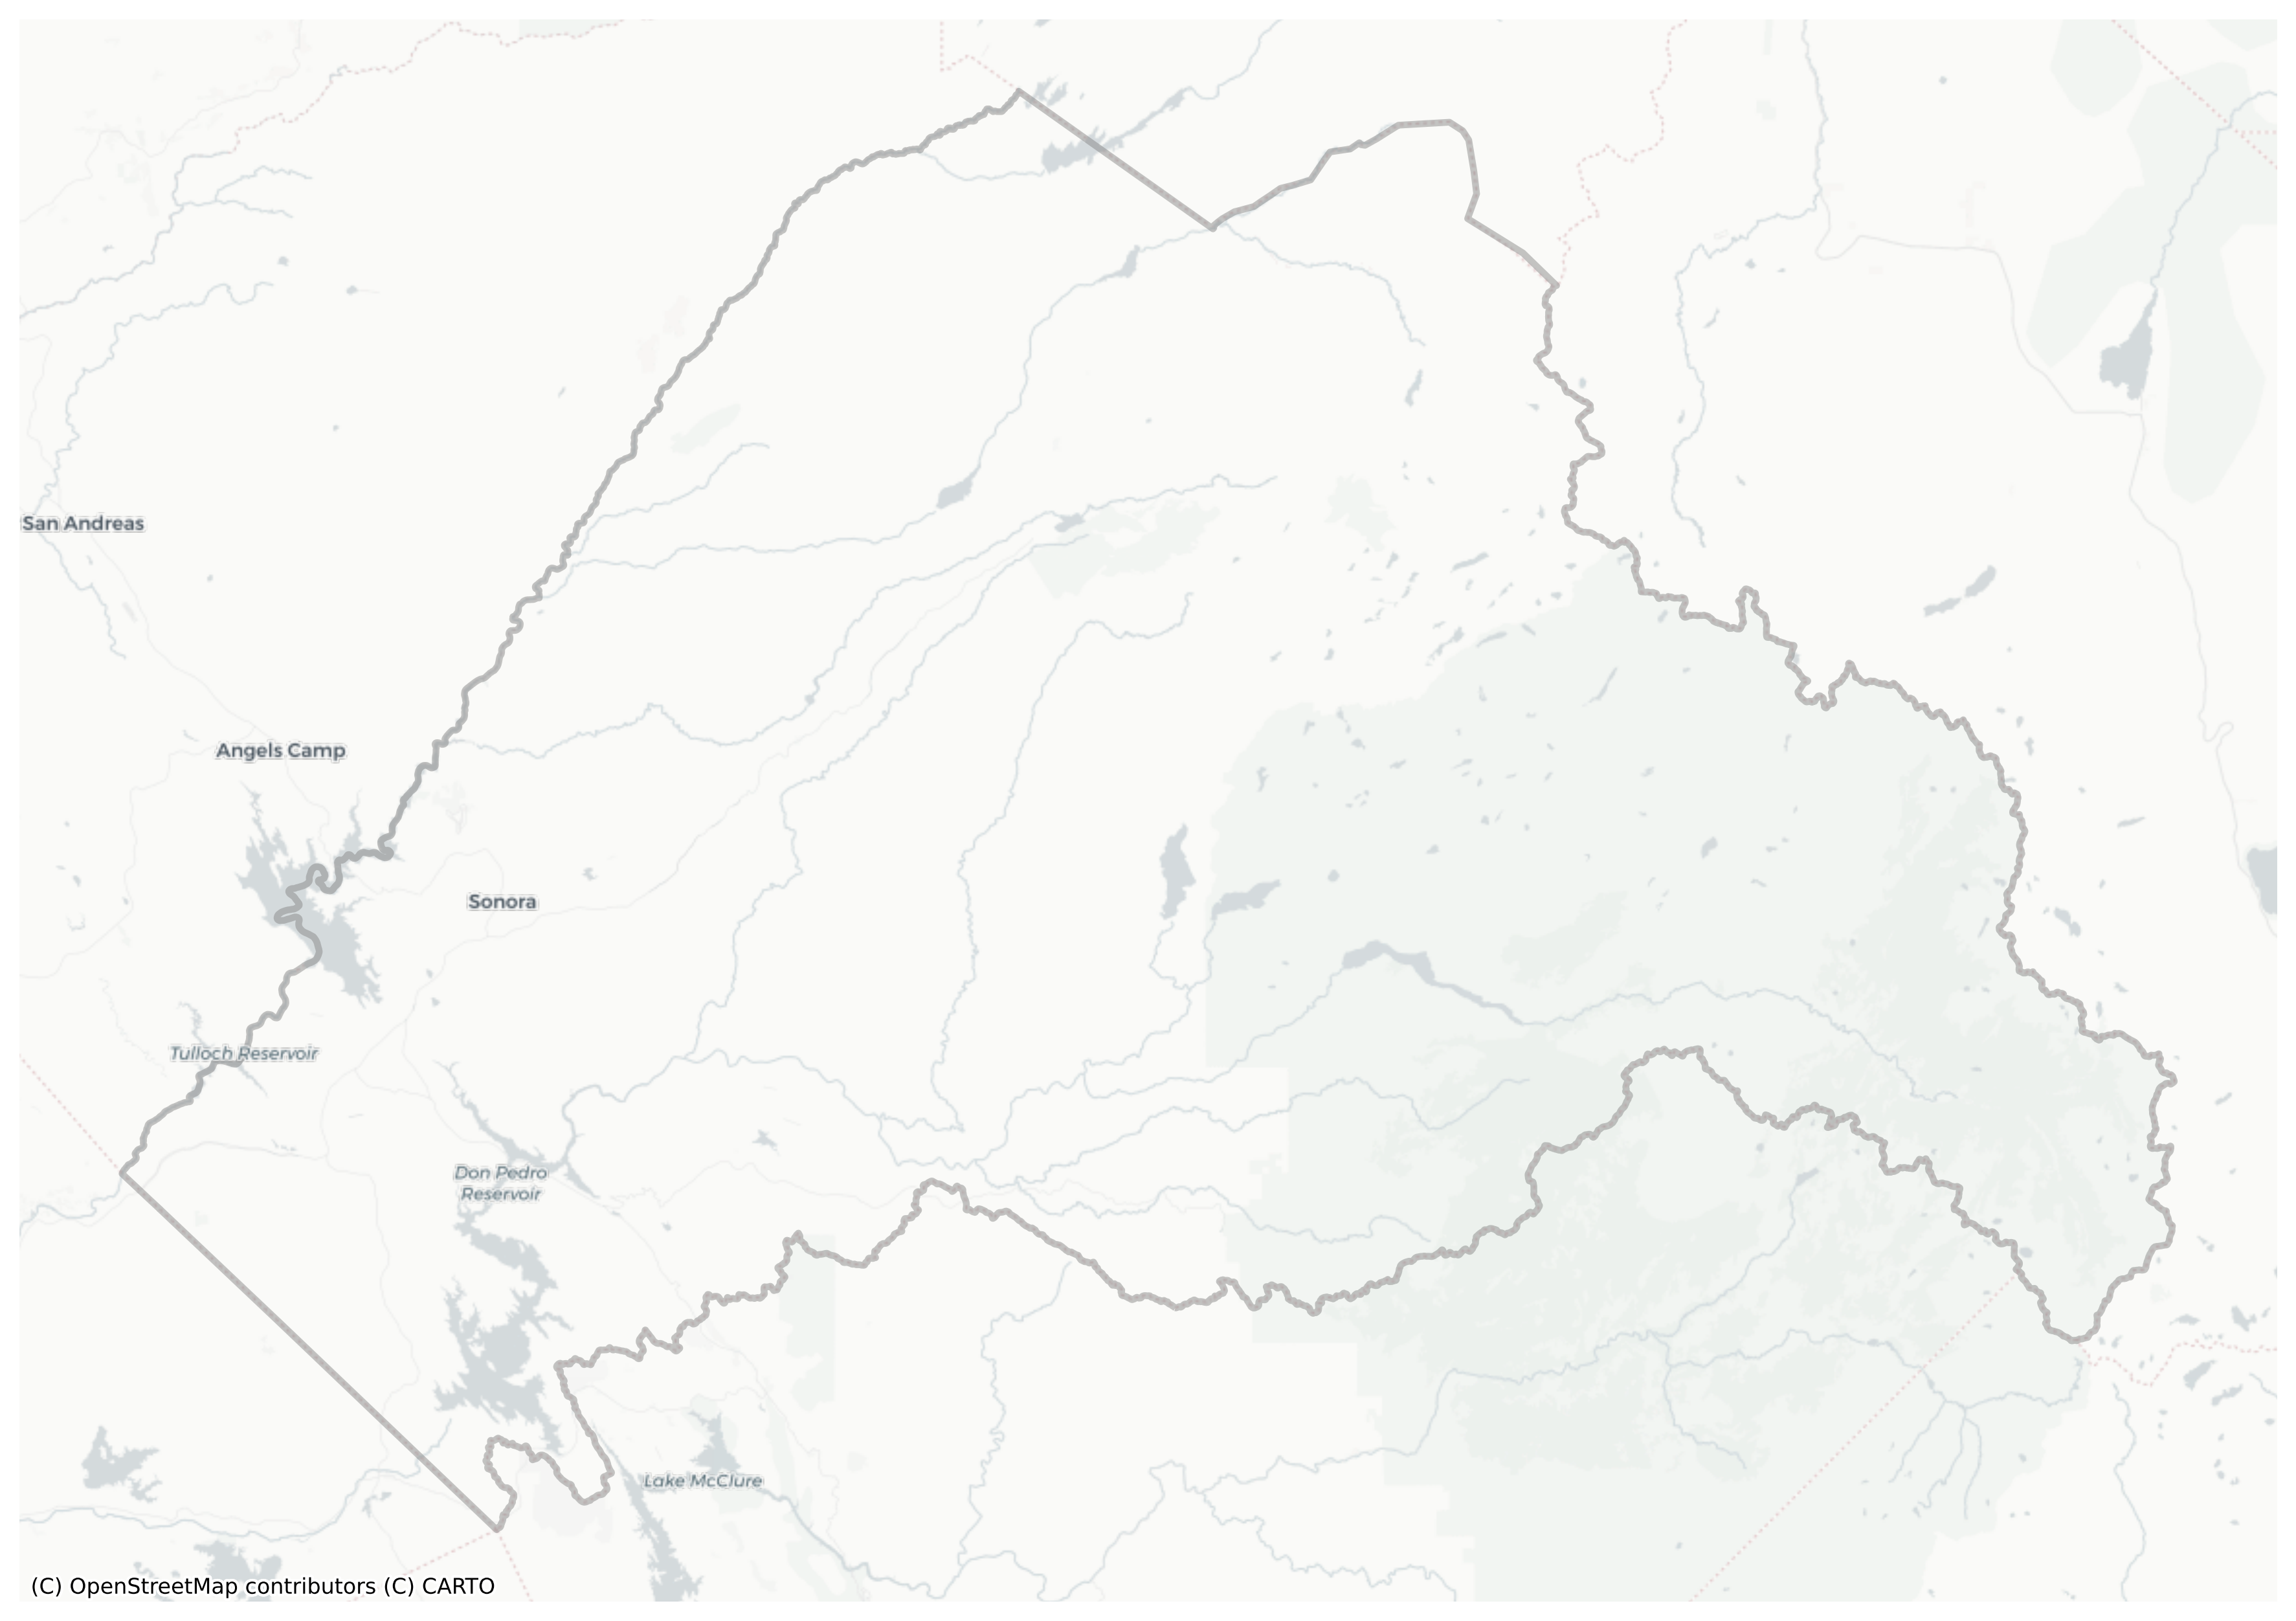 San Andreas
Angels Camp
Sonora
Tulloch Reservoir
Don Pedro
Reservoir
Lake McClure
(C) OpenStreetMap contributors (C) CARTO